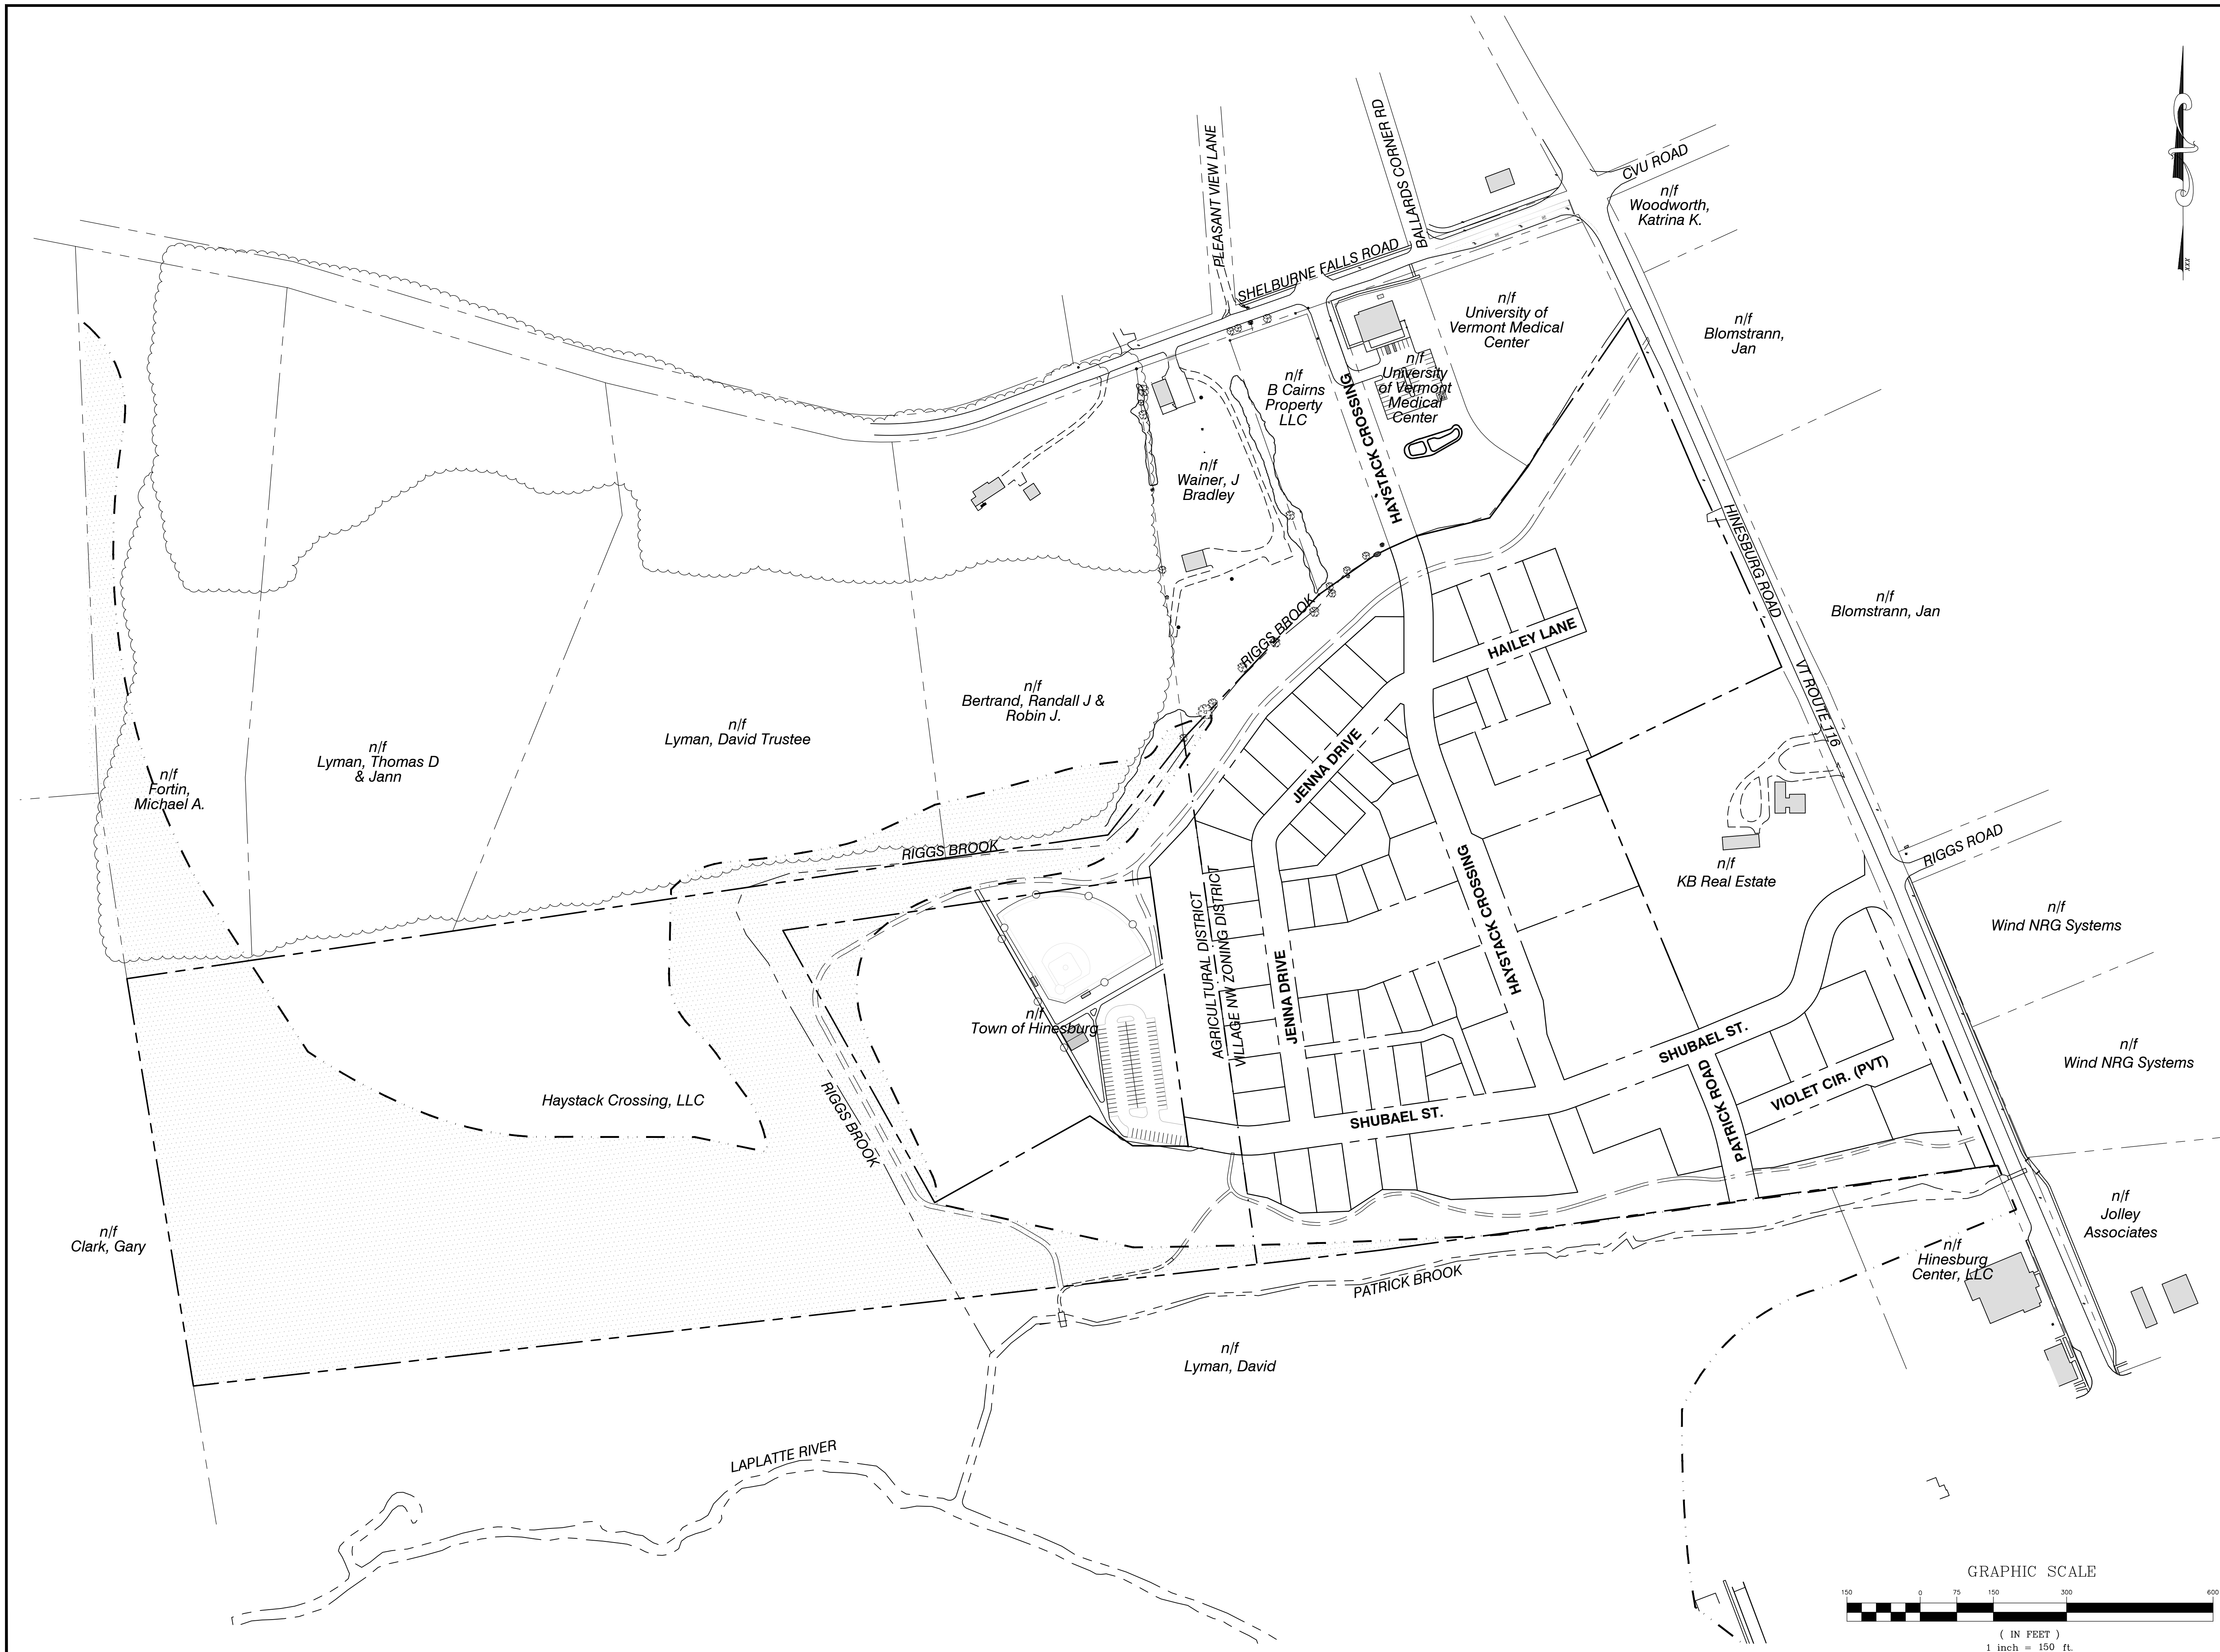 PLEASANT VIEW LANE
BALLARDS CORNER RD
CVU ROAD
n/f
Woodworth,
Katrina K.
SHELBURNE FALLS ROAD
n/f
University of
Vermont Medical
Center
n/f
Blomstrann,
Jan
n/f
B Cairns
Property
LLC
HAYSTACK CROSSING
n/f
University
of Vermont
Medical
Center
n/f
Wainer, J
Bradley
HINESBURG ROAD
n/f
Blomstrann, Jan
RIGGS BROOK
HAILEY LANE
VT ROUTE 116
n/f
Bertrand, Randall J &
Robin J.
n/f
Lyman, David Trustee
n/f
Lyman, Thomas D
& Jann
n/f
Fortin,
Michael A.
JENNA DRIVE
RIGGS BROOK
HAYSTACK CROSSING
n/f
KB Real Estate
RIGGS ROAD
n/f
Wind NRG Systems
AGRICULTURAL DISTRICT
VILLAGE NW ZONING DISTRICT
JENNA DRIVE
n/f
Town of Hinesburg
SHUBAEL ST.
n/f
Wind NRG Systems
Haystack Crossing, LLC
RIGGS BROOK
SHUBAEL ST.
PATRICK ROAD
VIOLET CIR. (PVT)
n/f
Clark, Gary
n/f
Jolley
Associates
n/f
Hinesburg
Center, LLC
PATRICK BROOK
n/f
Lyman, David
LAPLATTE RIVER
xxx
GRAPHIC SCALE
150 0 75 150 300 600
( IN FEET )
1 inch = 150 ft.